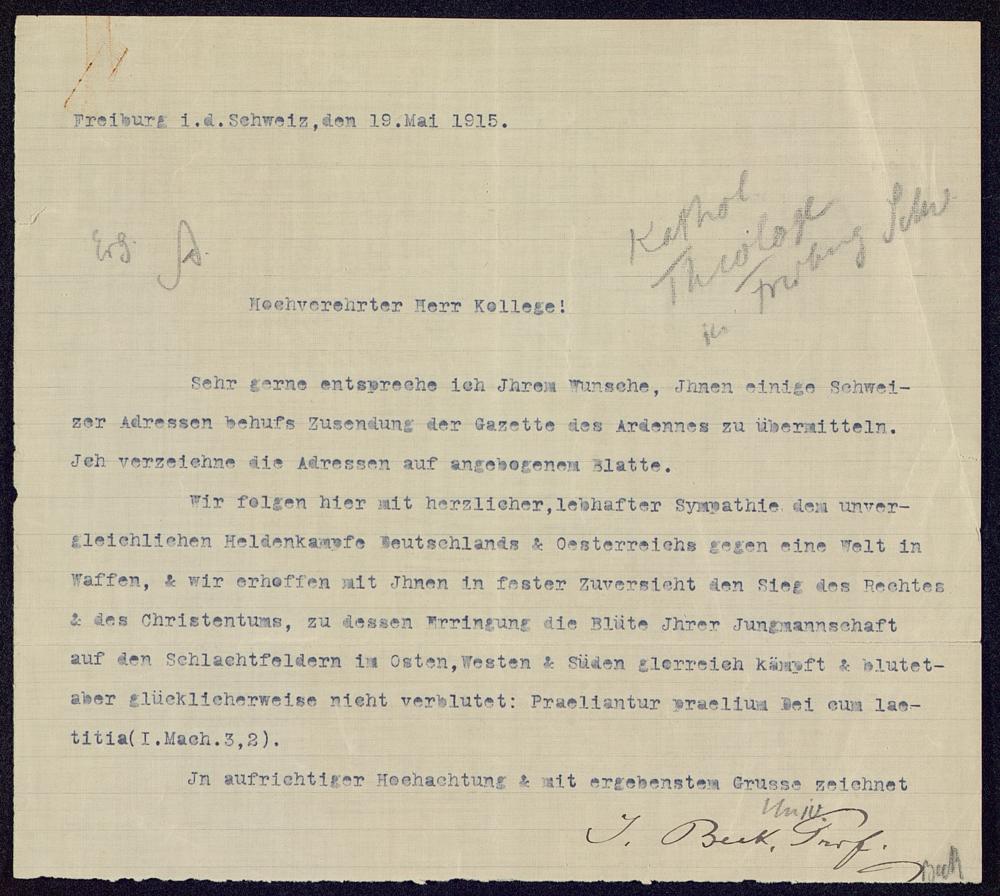 Freiburg i.d.Schweiz,den 19.Mai 1915.
Kathol
Theologe
in Freiburg Schw.
Erl. A.
Hochverehrter Herr Kollege!
Sehr gerne entspreche ich Jhrem Wunsche, Jhnen einige Schwei-
zer Adressen behufs Zusendung der Gazette des Ardennes zu übermitteln.
Jch verzeichne die Adressen auf angebogenem Blatte.
Wir folgen hier mit herzlicher,lebhafter Sympathie dem unver-
gleichlichen Heldenkampfe Deutschlands & Oesterreichs gegen eine Welt in
Waffen, & wir erhoffen mit Jhnen in fester Zuversicht den Sieg des Rechtes
& des Christentums, zu dessen Erringung die Blüte Jhrer Jungmannschaft
auf den Schlachtfeldern im Osten,Westen & Süden glorreich kämpft & blutet-
aber glücklicherweise nicht verblutet: Praeliantur praelium Dei cum lae-
titia(I.Mach.3,2).
Jn aufrichtiger Hochachtung & mit ergebenstem Grusse zeichnet
Univ.
J. Beck, Prof.
Beck